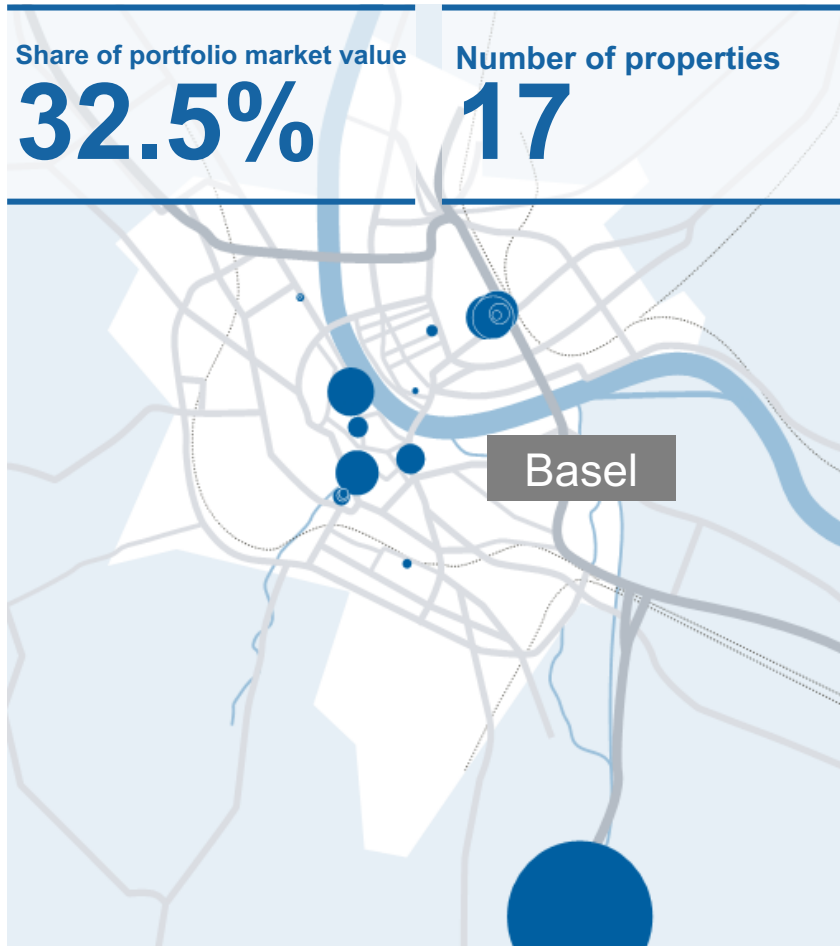 Share of portfolio market value
32.5%
Number of properties
17
Basel